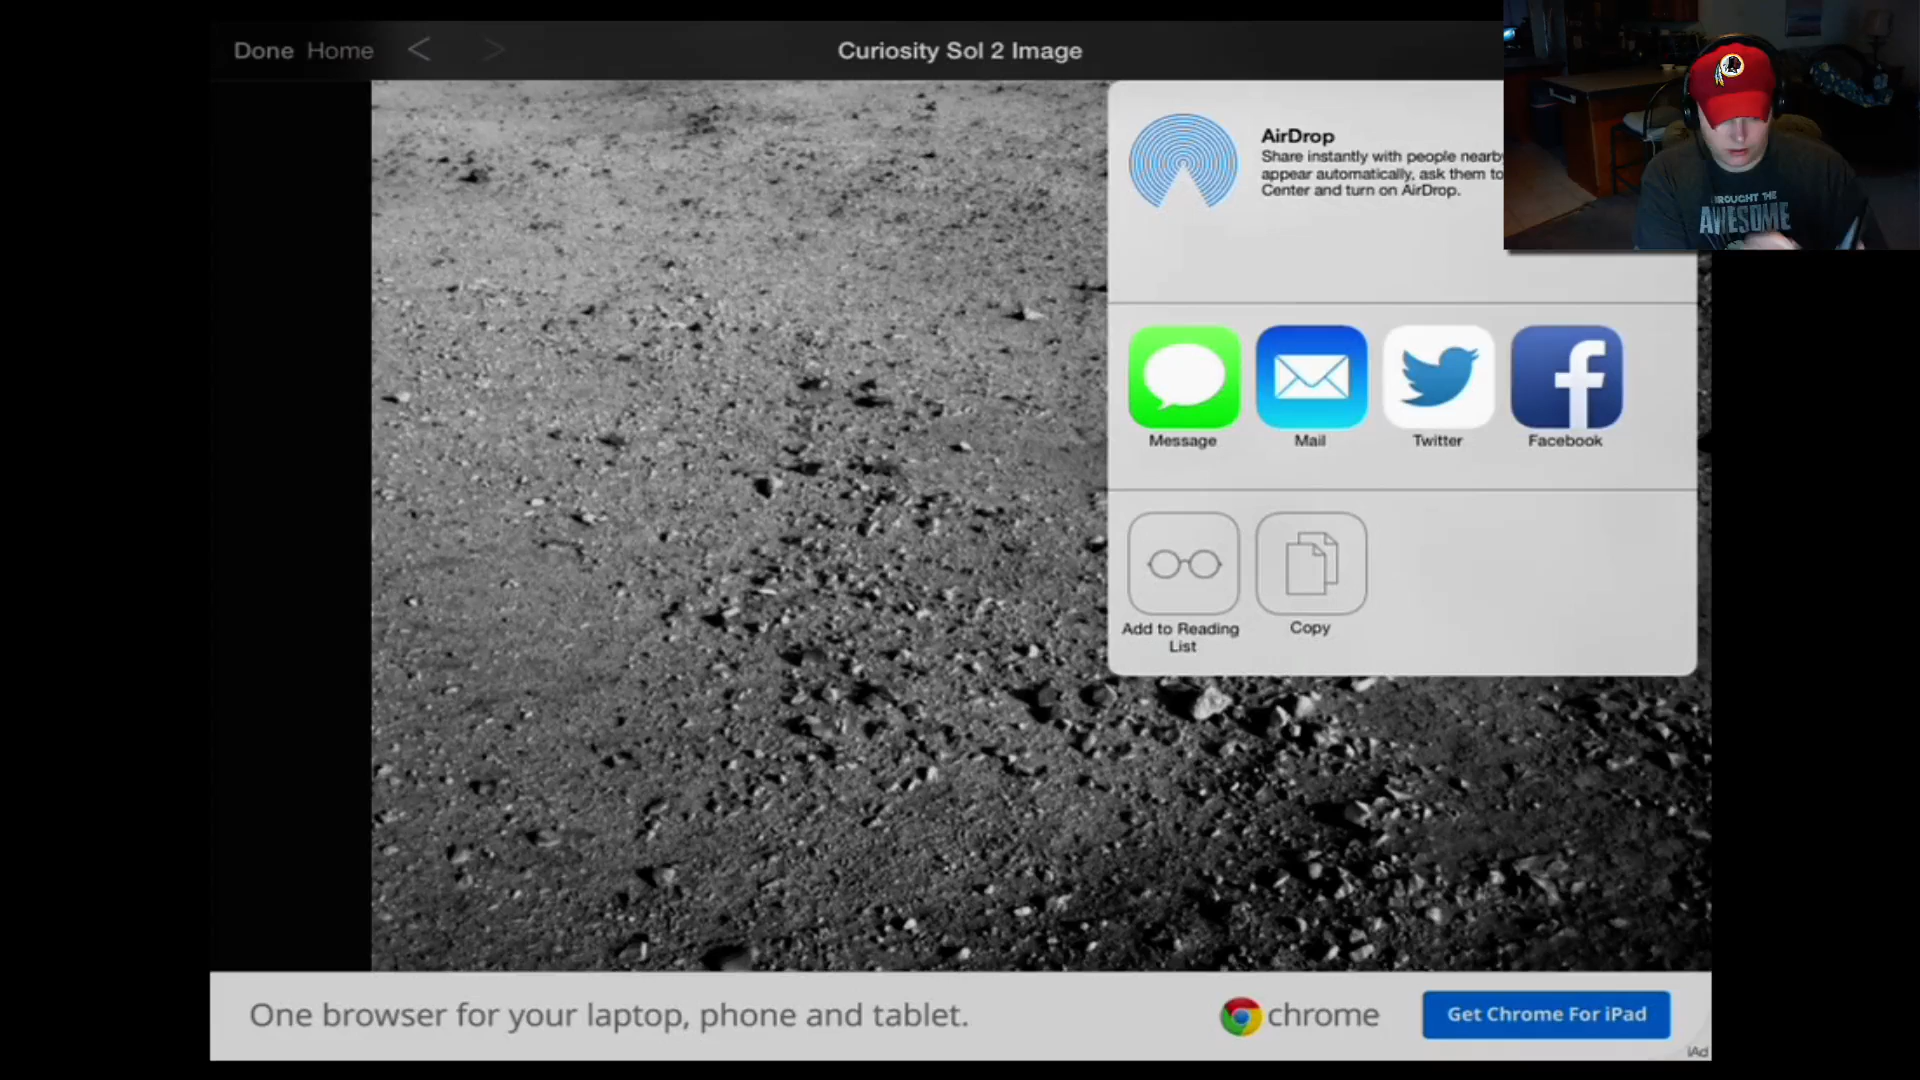 Done Home
Curiosity Sol 2 Image
AirDrop
Share instantly with people nearby
appear automatically, ask them to
Center and turn on AirDrop.
BROUGHT THE
AWESOME
Message
Mail
Twitter
Facebook
Add to Reading
List
Copy
One browser for your laptop, phone and tablet.
chrome
Get Chrome For iPad
iAd